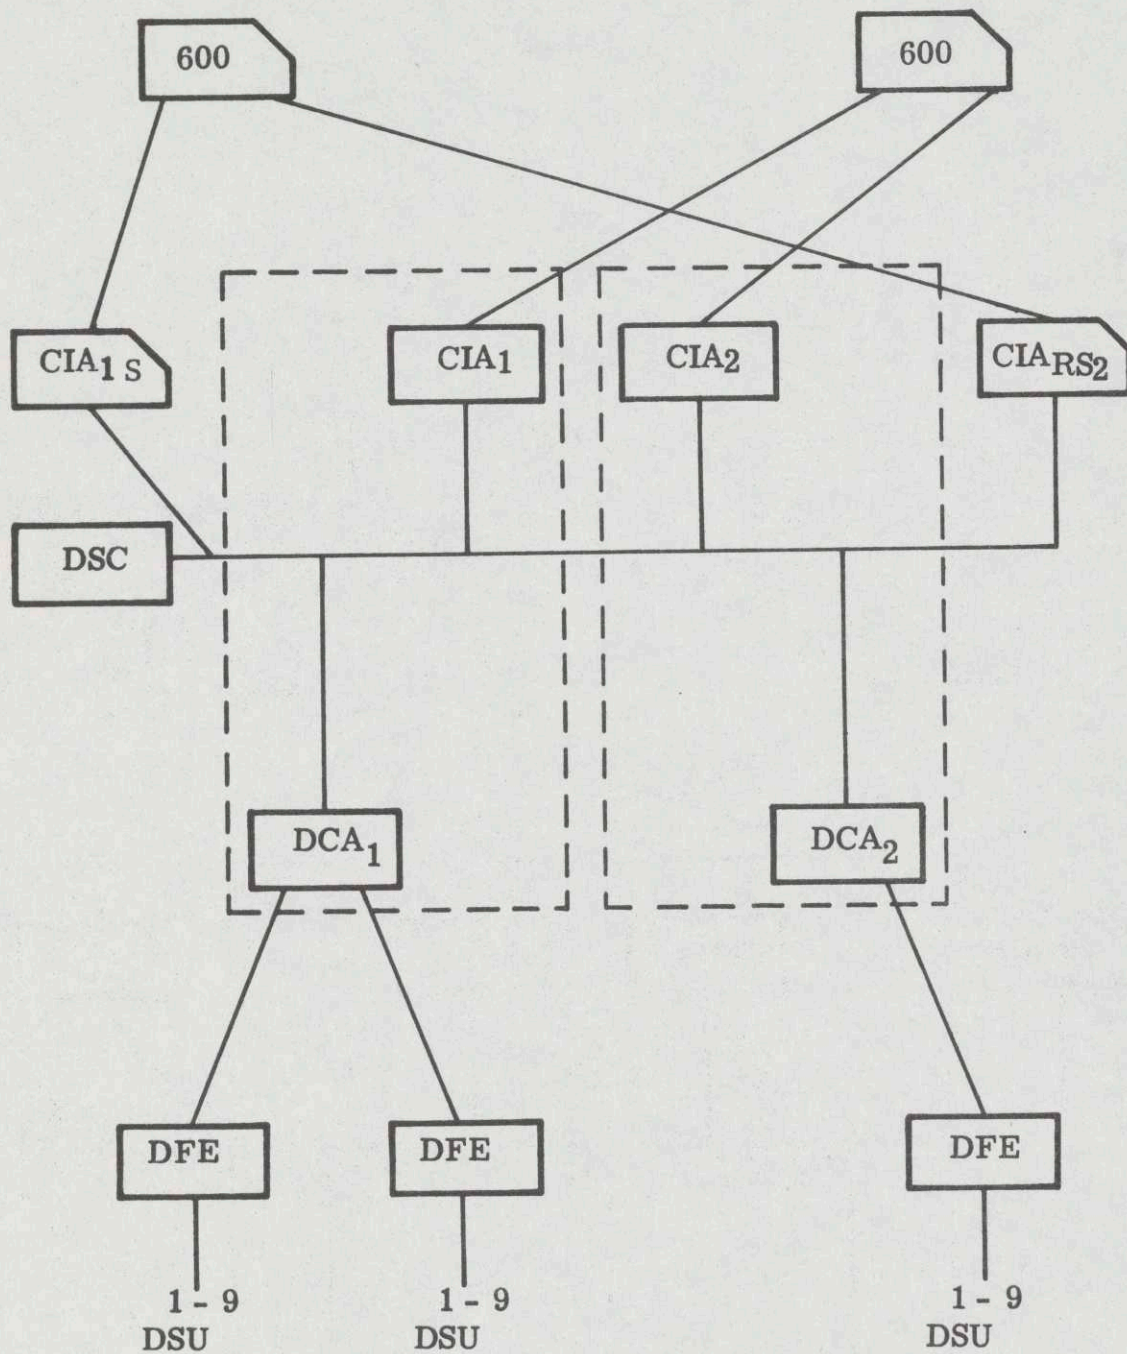 600
600
CIA1 S
CIA1
CIA2
CIARS2
DSC
DCA1
DCA2
DFE
DFE
DFE
1 - 9
DSU
1 - 9
DSU
1 - 9
DSU